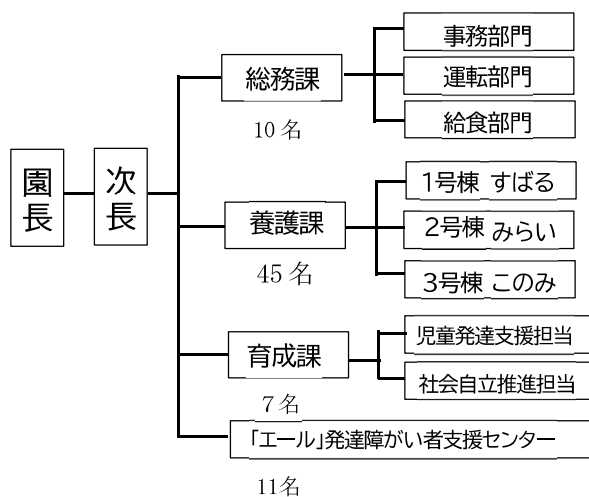 園長
次長
総務課
10名
事務部門
運転部門
給食部門
養護課
45名
1号棟 すばる
2号棟 みらい
3号棟 このみ
育成課
7名
児童発達支援担当
社会自立推進担当
「エール」発達障がい者支援センター
11名